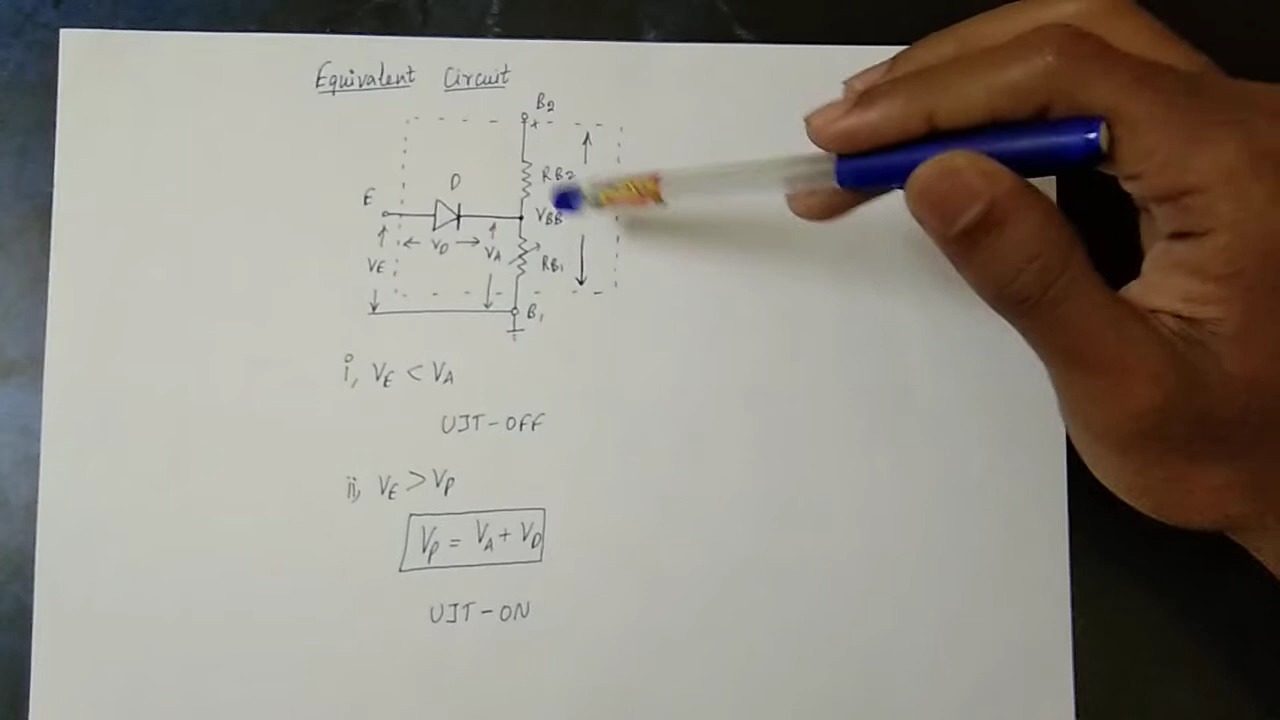 Equivalent Circuit
B2
+
RB2
D
E
VBB
VD
VA
VE
RB1
B1
i, VE < VA
UJT-OFF
ii, VE > VP
VP = VA + VD
UJT-ON